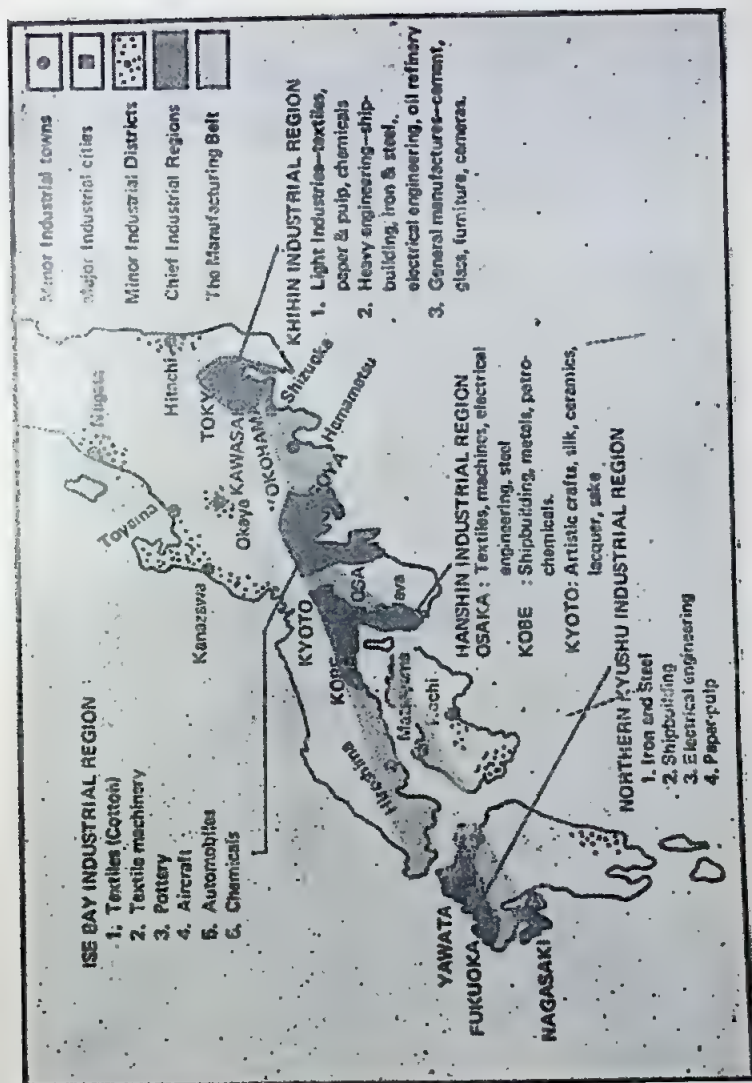 ISE BAY INDUSTRIAL REGION
1. Textiles (Cotton)
2. Textile machinery
3. Pottery
4. Aircraft
5. Automobiles
6. Chemicals
Minor Industrial towns
Major Industrial cities
Minor Industrial Districts
Chief Industrial Regions
The Manufacturing Belt
KHIHIN INDUSTRIAL REGION
1. Light Industries—textiles,
paper & pulp, chemicals
2. Heavy engineering—ship-
building, iron & steel,
electrical engineering, oil refinery
3. General manufactures—cement,
glass, furniture, cameras.
Niigata
Toyama
Kanazawa
Hitachi
Okaya
TOKY
KAWASAKI
OKOHAMA
Shizuoka
Hamamatsu
KYOTO
KOBE
OSA
Hiroshima
Kochi
YAWATA
FUKUOKA
NAGASAKI
HANSHIN INDUSTRIAL REGION
OSAKA : Textiles, machines, electrical
engineering, steel
KOBE : Shipbuilding, metals, petro-
chemicals.
KYOTO: Artistic crafts, silk, ceramics,
lacquer, sake
NORTHERN KYUSHU INDUSTRIAL REGION
1. Iron and Steel
2. Shipbuilding
3. Electrical engineering
4. Paper-pulp